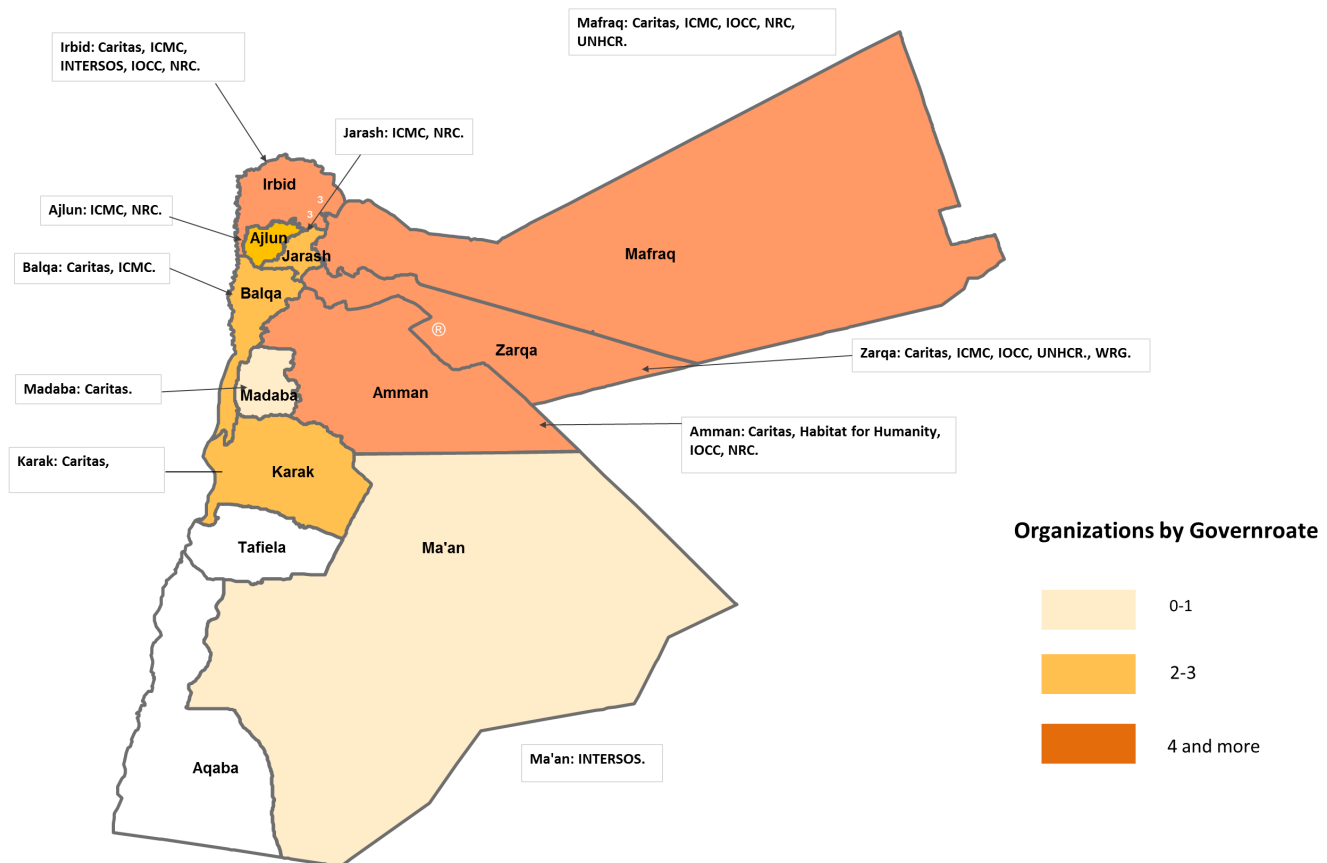 Mafraq: Caritas, ICMC, IOCC, NRC,
UNHCR.
Irbid: Caritas, ICMC,
INTERSOS, IOCC, NRC.
Jarash: ICMC, NRC.
Irbid
3
3
Ajlun: ICMC, NRC.
Ajlun
Jarash
Mafraq
Balqa: Caritas, ICMC.
Balqa
®
Zarqa
Zarqa: Caritas, ICMC, IOCC, UNHCR., WRG.
Madaba: Caritas.
Madaba
Amman
Amman: Caritas, Habitat for Humanity,
IOCC, NRC.
Karak: Caritas,
Karak
Tafiela
Ma'an
Organizations by Governroate
0-1
2-3
4 and more
Ma'an: INTERSOS.
Aqaba